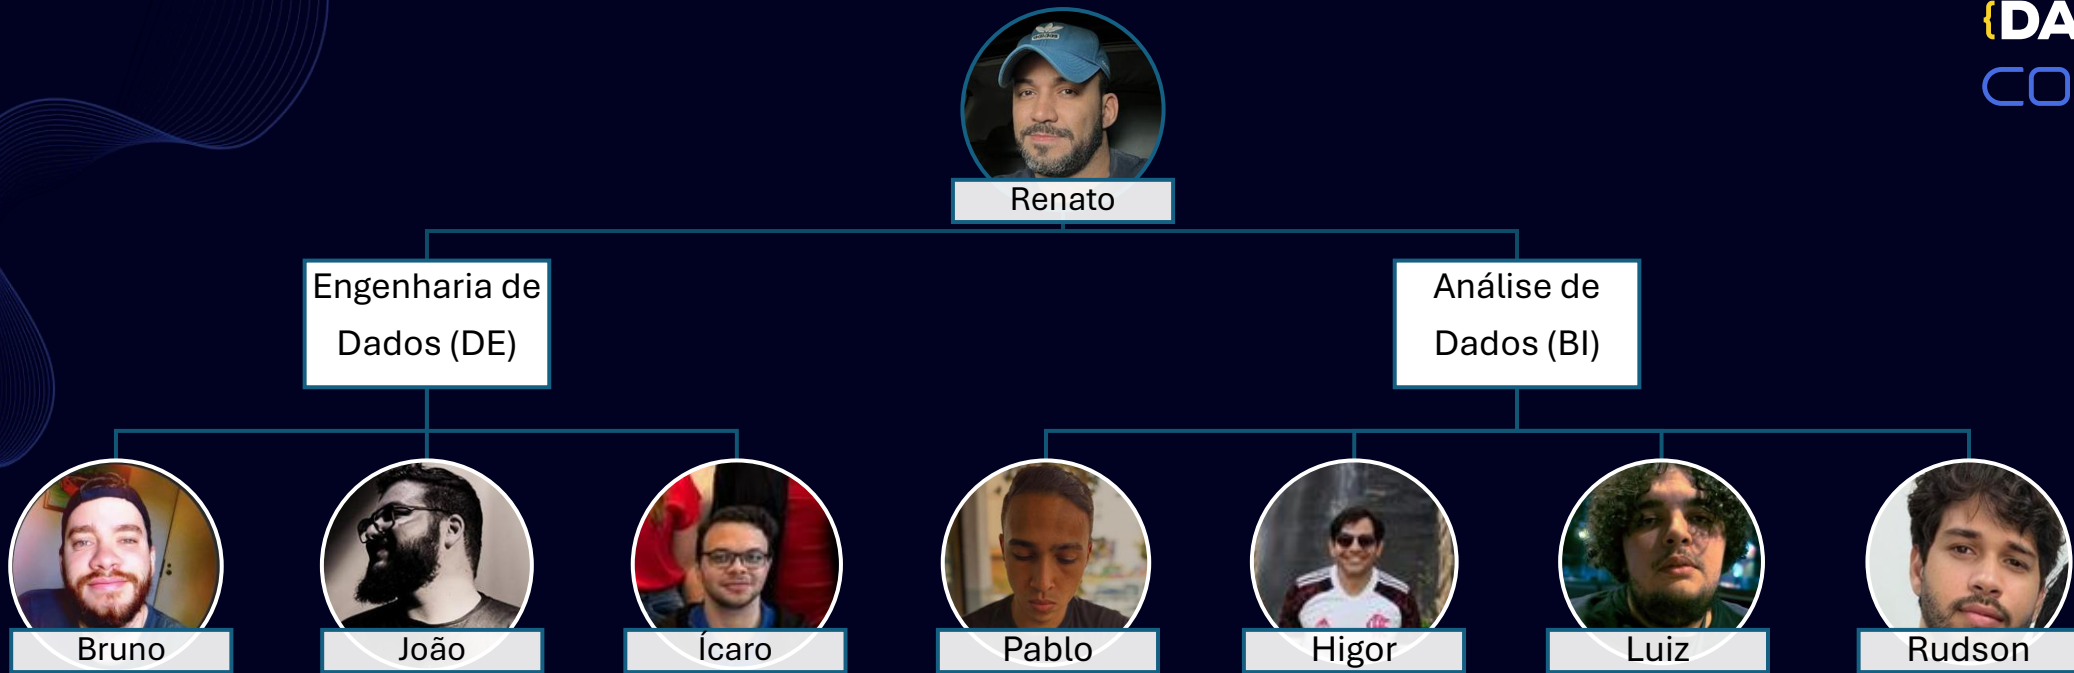 {DA
CO
Renato
Engenharia de
Dados (DE)
Análise de
Dados (BI)
Bruno
João
Ícaro
Pablo
Higor
Luiz
Rudson